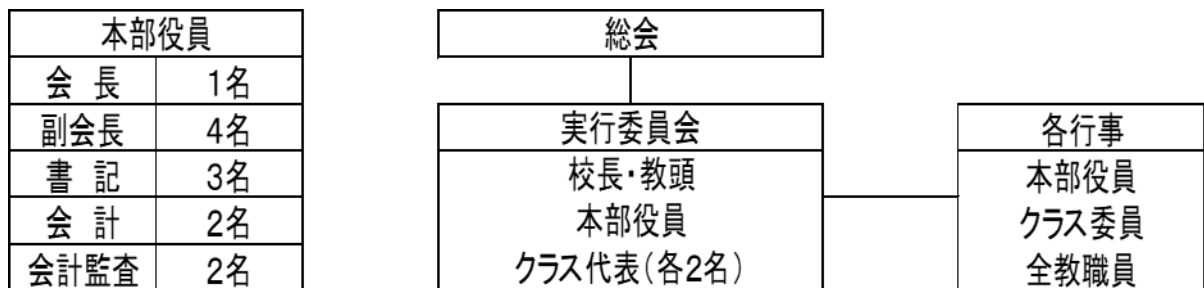 本部役員
会 長 1名
副会長 4名
書 記 3名
会 計 2名
会計監査 2名
総会
実行委員会
校長・教頭
本部役員
クラス代表(各2名)
各行事
本部役員
クラス委員
全教職員